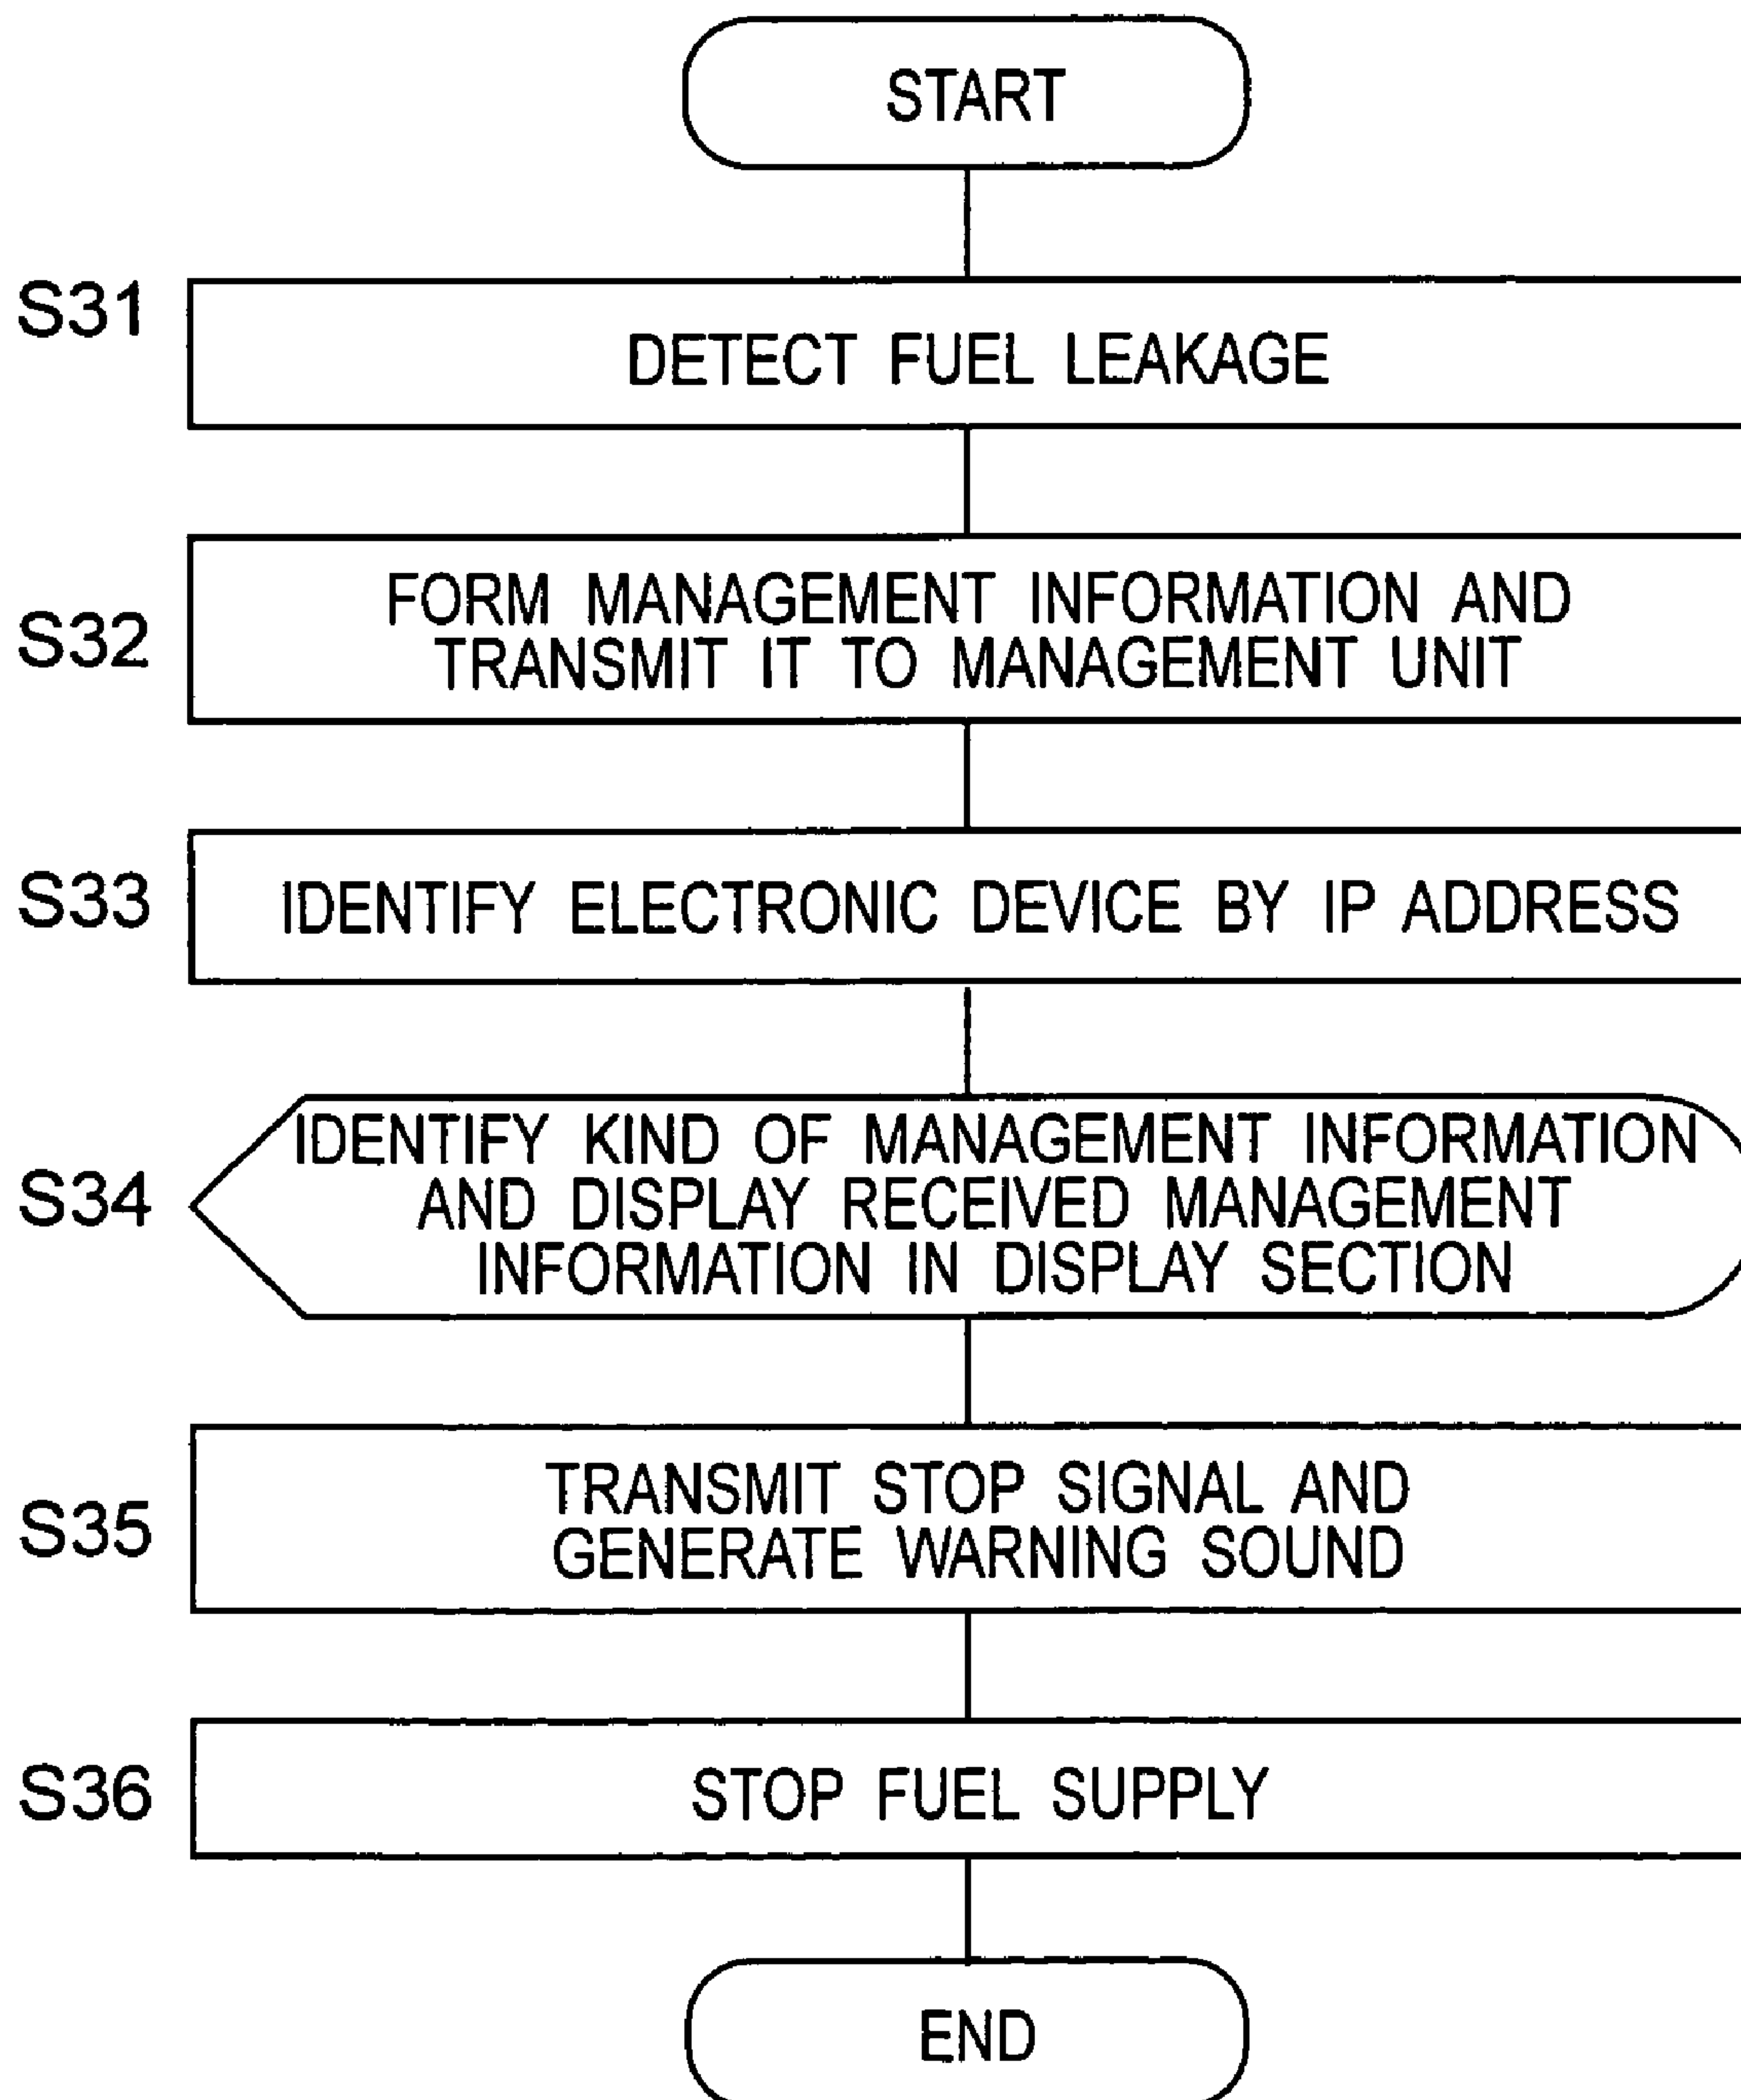 START
S31
DETECT FUEL LEAKAGE
S32
FORM MANAGEMENT INFORMATION AND
TRANSMIT IT TO MANAGEMENT UNIT
S33
IDENTIFY ELECTRONIC DEVICE BY IP ADDRESS
S34
IDENTIFY KIND OF MANAGEMENT INFORMATION
AND DISPLAY RECEIVED MANAGEMENT
INFORMATION IN DISPLAY SECTION
S35
TRANSMIT STOP SIGNAL AND
GENERATE WARNING SOUND
S36
STOP FUEL SUPPLY
END